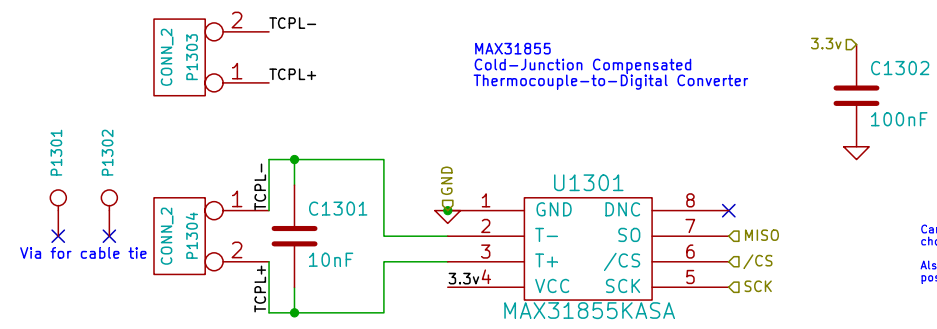 2
TCPL-
CONN_2
P1303
1
TCPL+
MAX31855
Cold-Junction Compensated
Thermocouple-to-Digital Converter
3.3v
C1302
100nF
P1301
P1302
Via for cable tie
CONN_2
P1304
1
TCPL-
2
TCPL+
C1301
10nF
GND
U1301
1
GND
DNC
8
2
T-
SO
7
MISO
3
T+
/CS
6
/CS
3.3v
4
VCC
SCK
5
SCK
MAX31855KASA